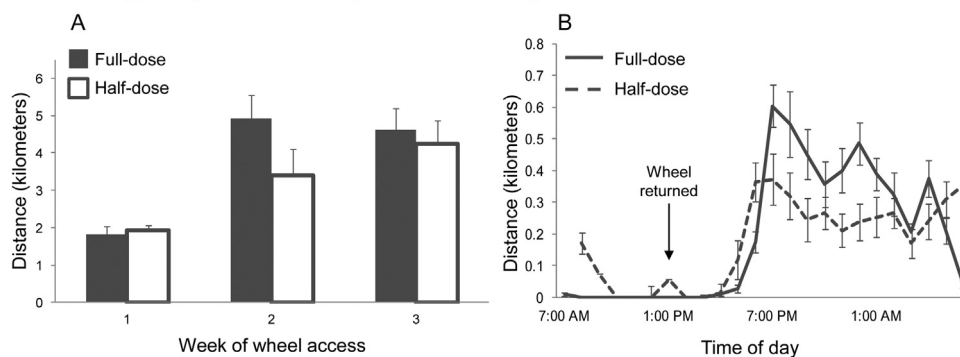 A
Full-dose
Half-dose
Distance (kilometers)
6
5
4
3
2
1
0
1 2 3
Week of wheel access
B
Full-dose
Half-dose
Wheel
returned
Distance (kilometers)
0.8
0.7
0.6
0.5
0.4
0.3
0.2
0.1
0
7:00 AM 1:00 PM 7:00 PM 1:00 AM
Time of day